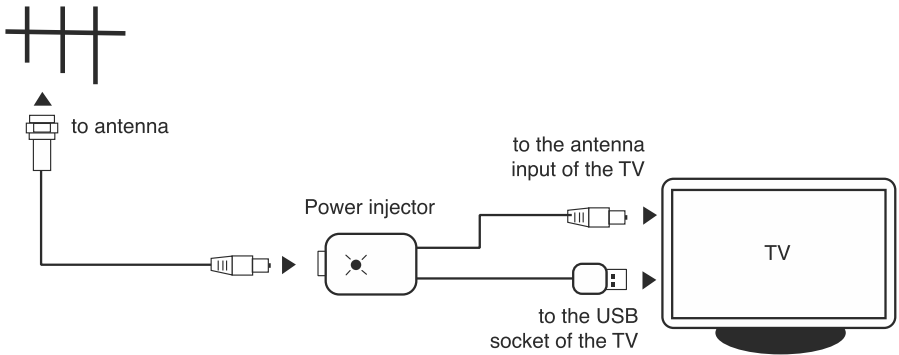 to antenna
to the antenna
input of the TV
Power injector
TV
to the USB
socket of the TV